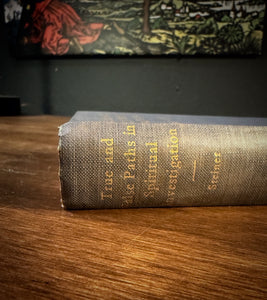 True and
False Paths in
Spiritual
Investigation
Steiner